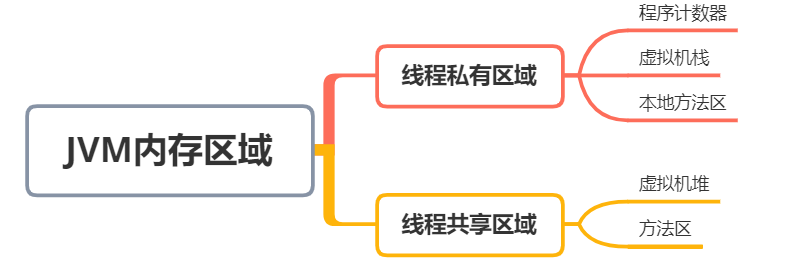 JVM内存区域
线程私有区域
程序计数器
虚拟机栈
本地方法区
线程共享区域
虚拟机堆
方法区